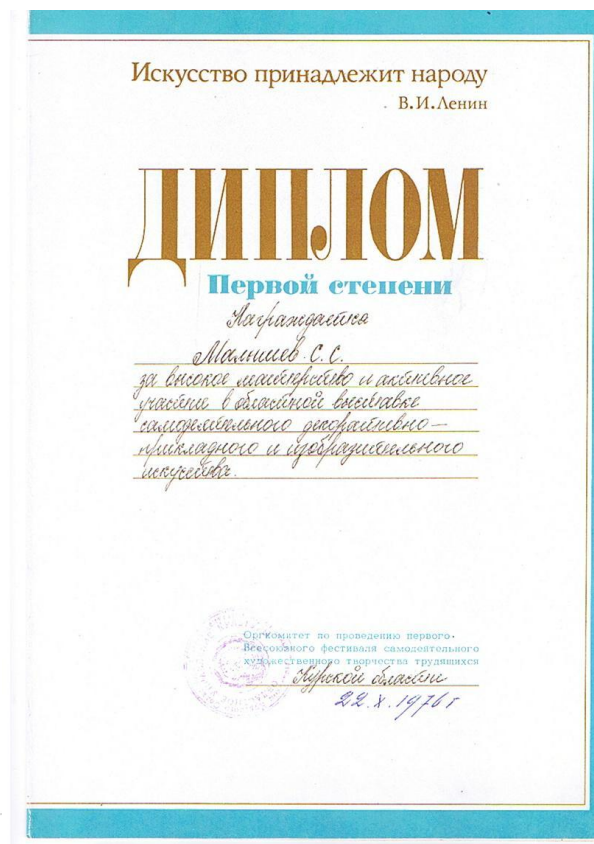 Искусство принадлежит народу
В.И.Ленин
ДИПЛОМ
Первой степени
Награждается
Малышев С.С.
за высокое мастерство и активное
участие в областной выставке
самодеятельного декоративно—
прикладного и изобразительного
искусства.
Оргкомитет по проведению первого
Всесоюзного фестиваля самодеятельного
художественного творчества трудящихся
Курской области
22.X.1976 г